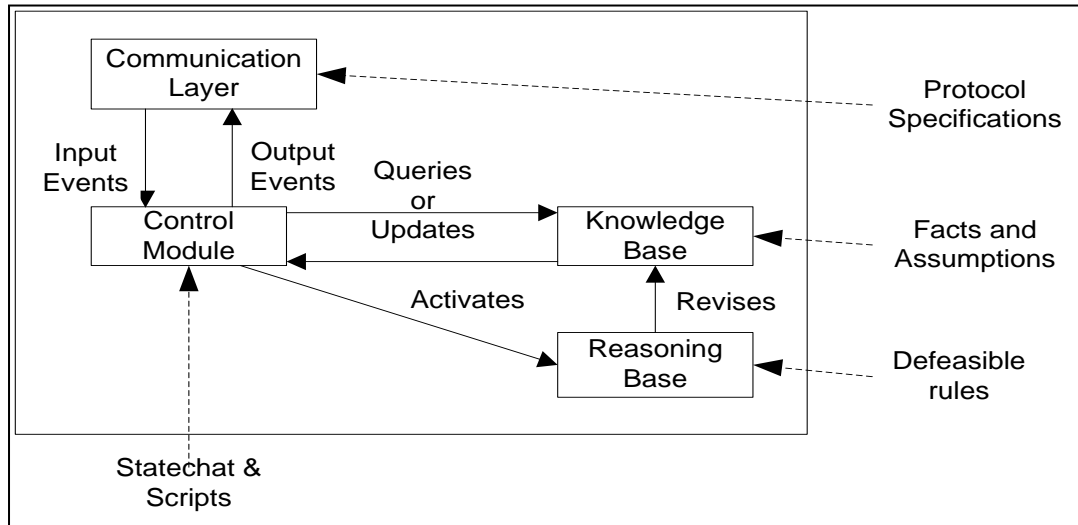 Communication
Layer
Protocol
Specifications
Input
Events
Output
Events
Queries
or
Updates
Control
Module
Knowledge
Base
Facts and
Assumptions
Activates
Revises
Reasoning
Base
Defeasible
rules
Statechat &
Scripts